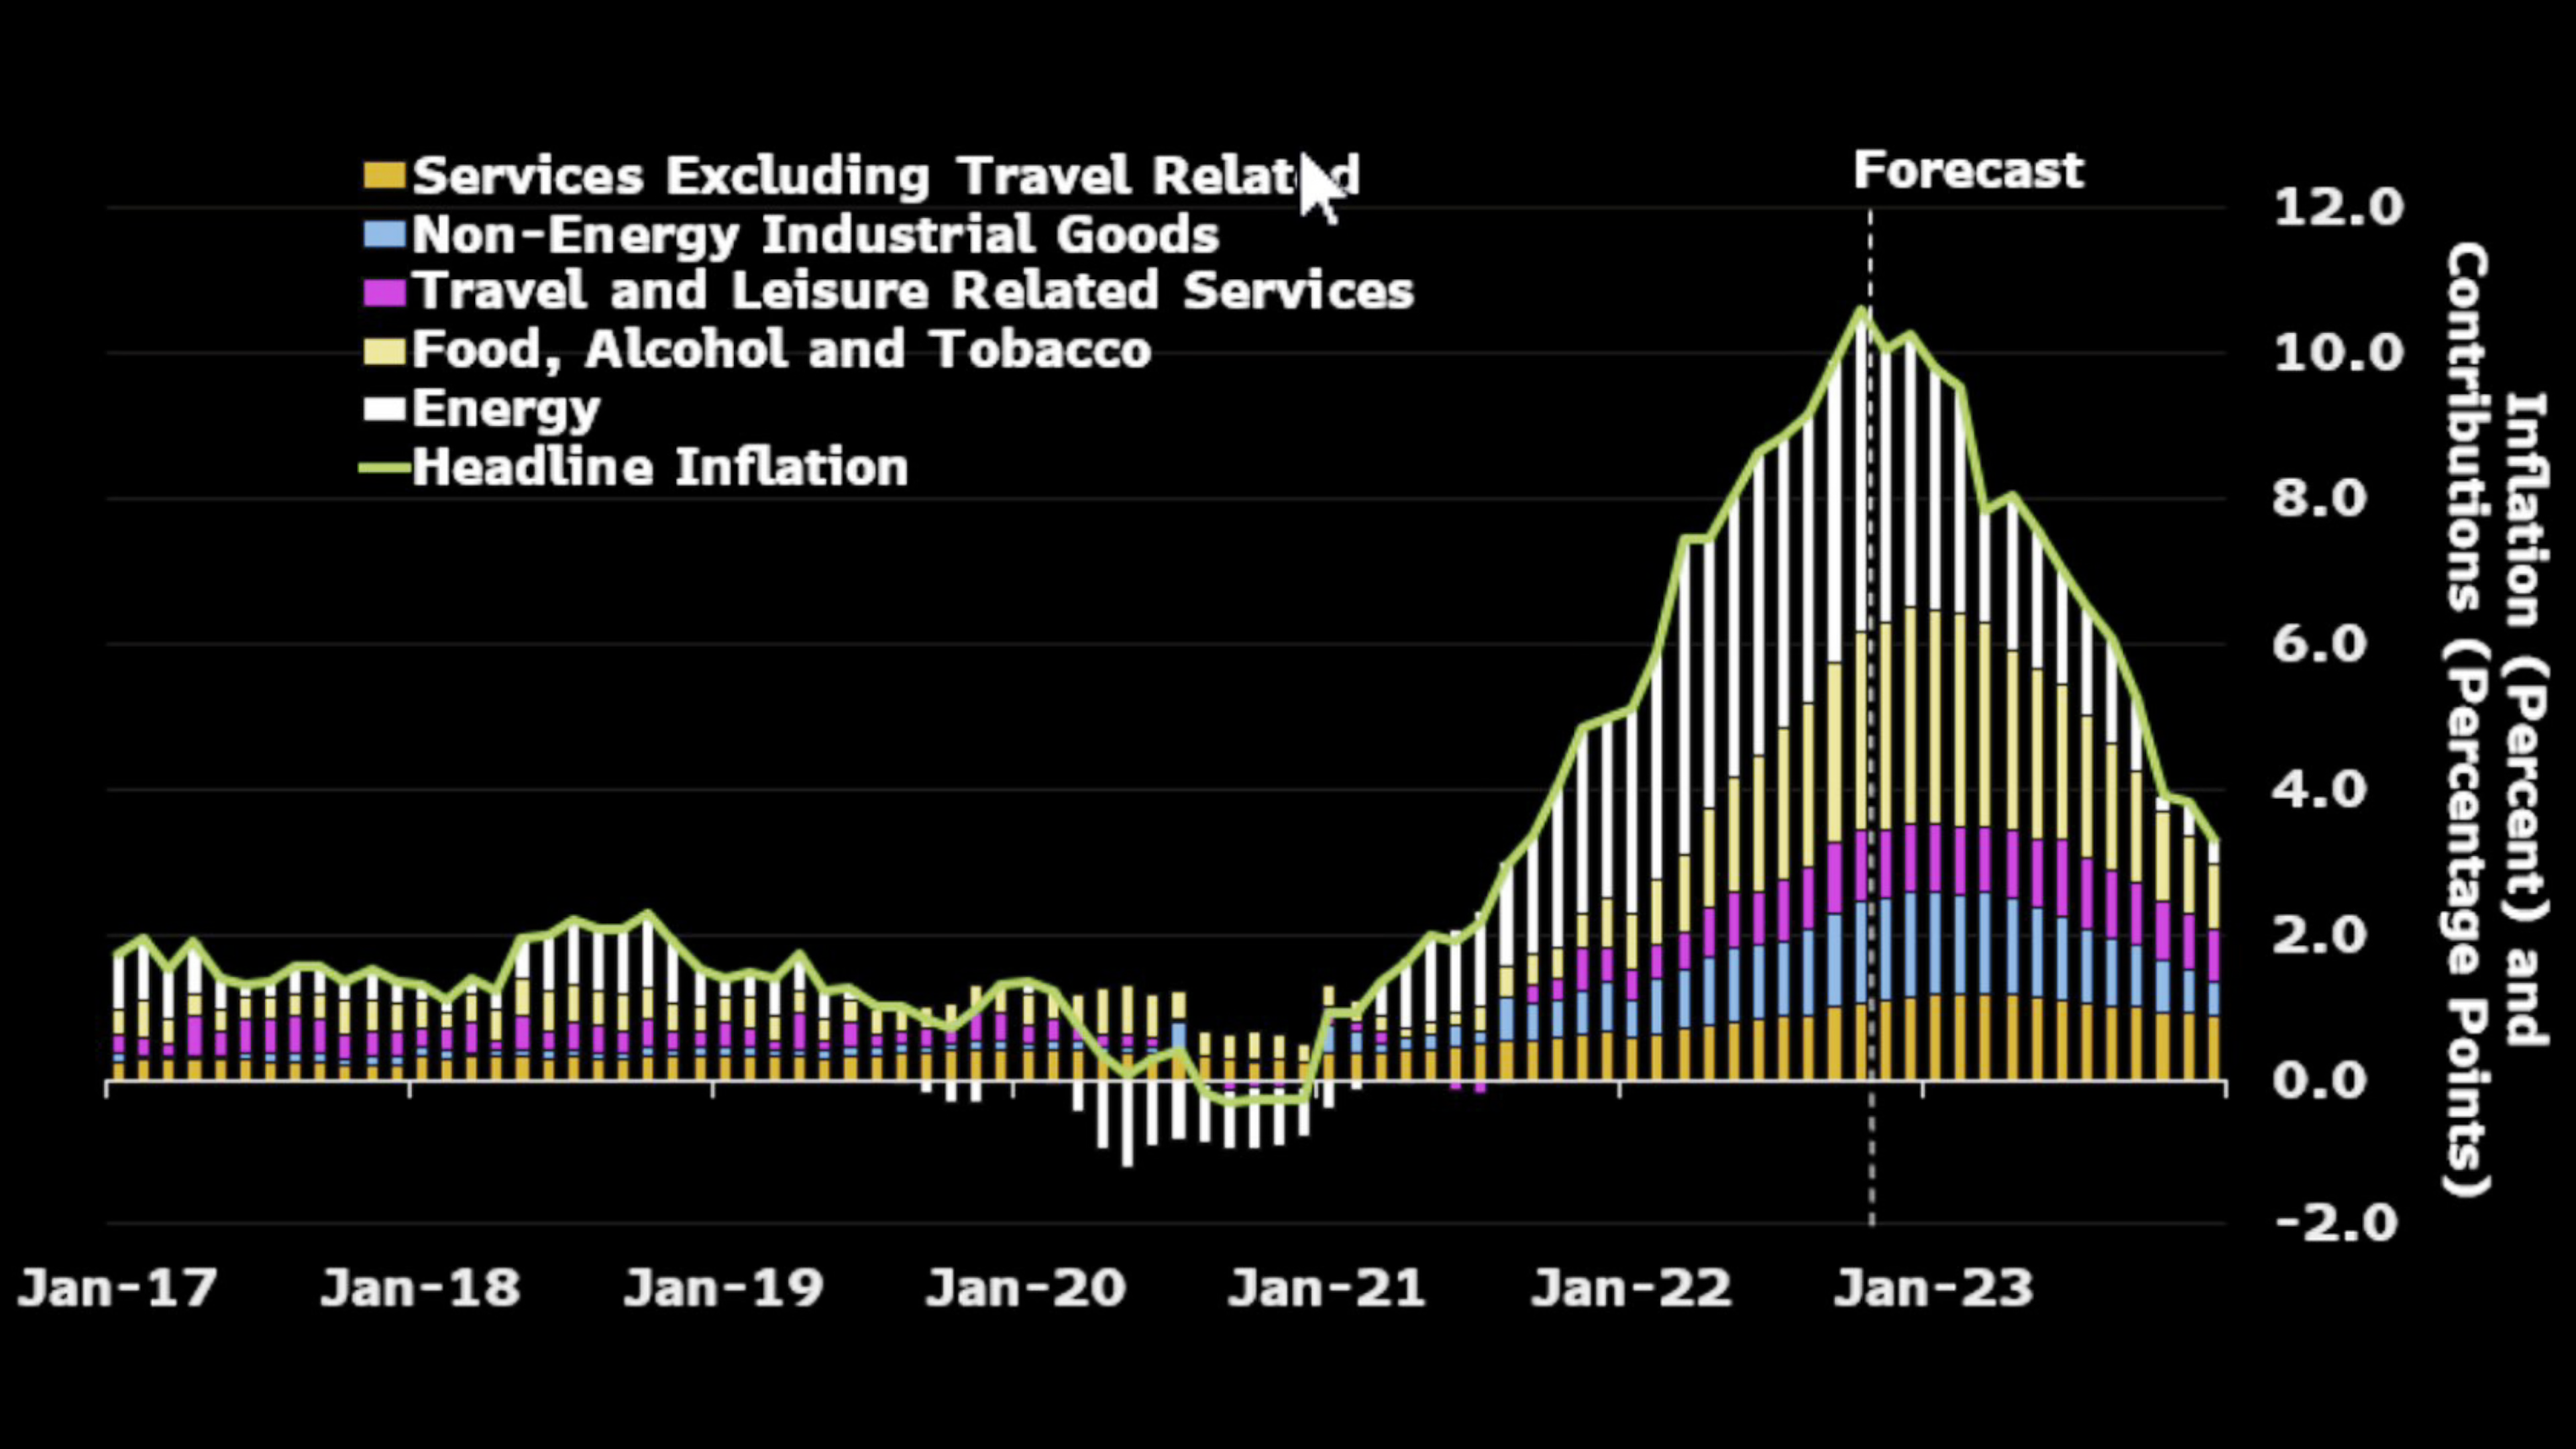 Services Excluding Travel Related
Non-Energy Industrial Goods
Travel and Leisure Related Services
Food, Alcohol and Tobacco
Energy
Headline Inflation
Forecast
12.0
10.0
8.0
6.0
4.0
2.0
0.0
-2.0
Inflation (Percent) and
Contributions (Percentage Points)
Jan-17
Jan-18
Jan-19
Jan-20
Jan-21
Jan-22
Jan-23